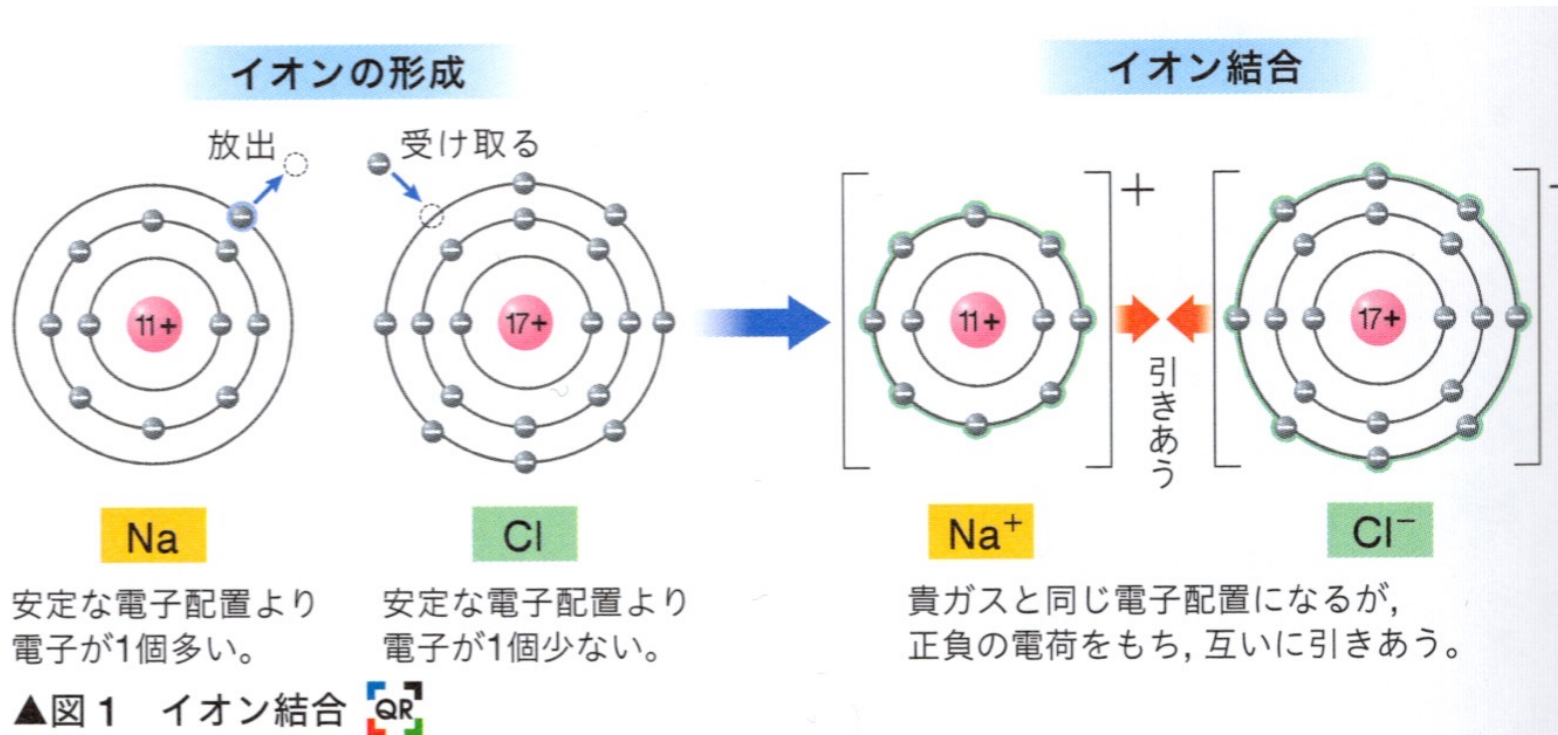 イオンの形成
イオン結合
放出
受け取る
+
-
11+
17+
11+
17+
引きあう
Na
Cl
Na⁺
Cl⁻
安定な電子配置より
電子が1個多い。
安定な電子配置より
電子が1個少ない。
貴ガスと同じ電子配置になるが,
正負の電荷をもち, 互いに引きあう。
▲図1 イオン結合 QR